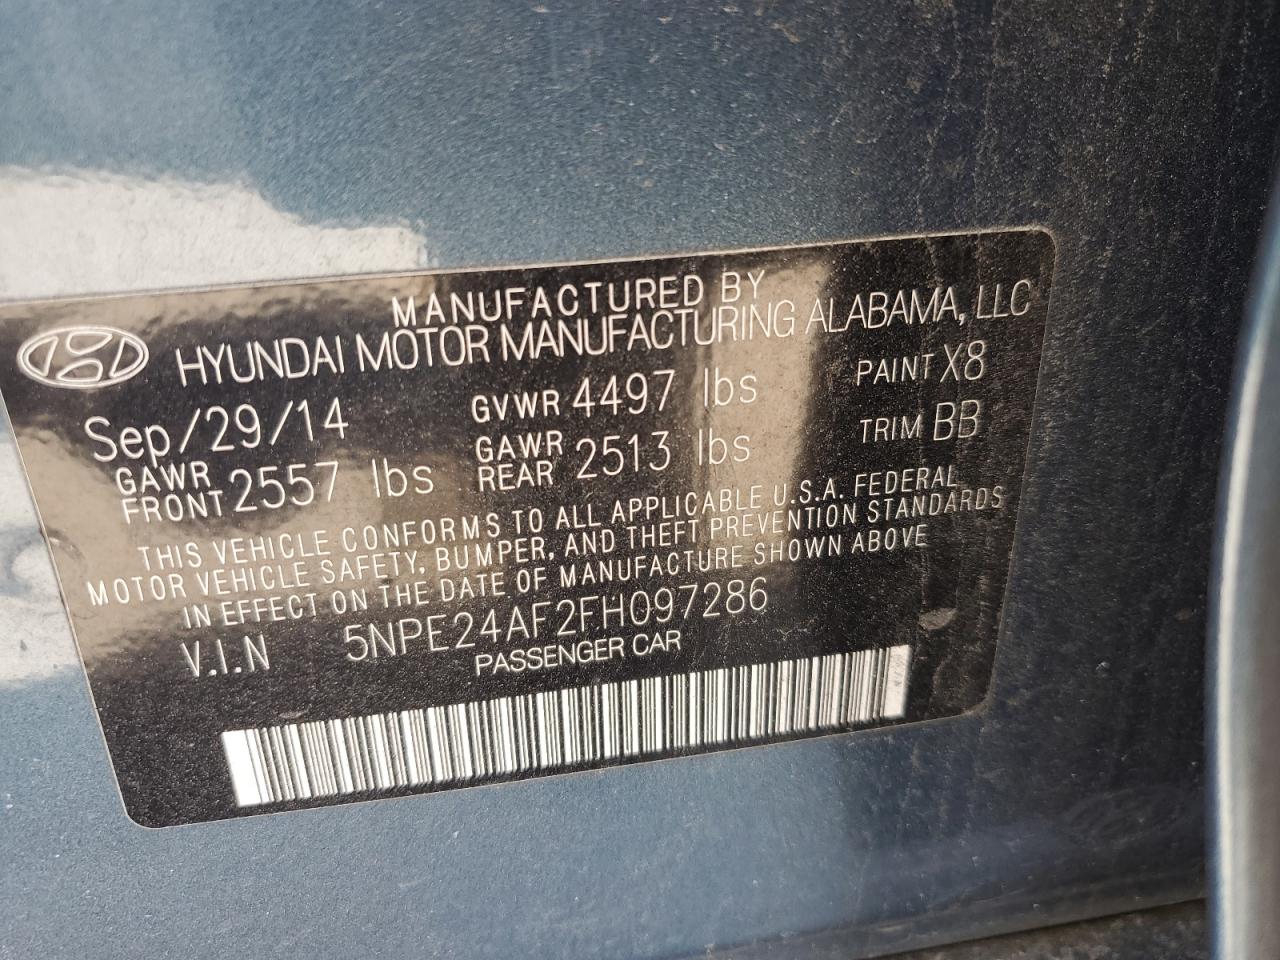 MANUFACTURED BY
HYUNDAI MOTOR MANUFACTURING ALABAMA, LLC
Sep/29/14 GVWR 4497 lbs PAINT X8
GAWR FRONT 2557 lbs GAWR REAR 2513 lbs TRIM BB
THIS VEHICLE CONFORMS TO ALL APPLICABLE U.S.A. FEDERAL
MOTOR VEHICLE SAFETY, BUMPER, AND THEFT PREVENTION STANDARDS
IN EFFECT ON THE DATE OF MANUFACTURE SHOWN ABOVE
V.I.N 5NPE24AF2FH097286
PASSENGER CAR